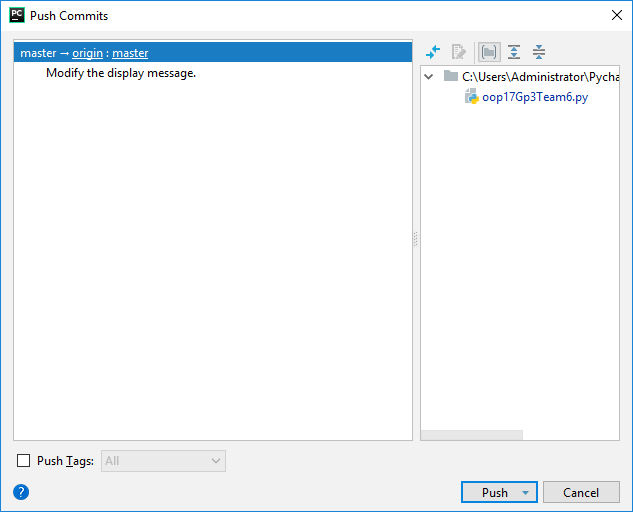 PC Push Commits
master → origin : master
Modify the display message.
C:\Users\Administrator\Pycha
oop17Gp3Team6.py
Push Tags: All
? Push Cancel